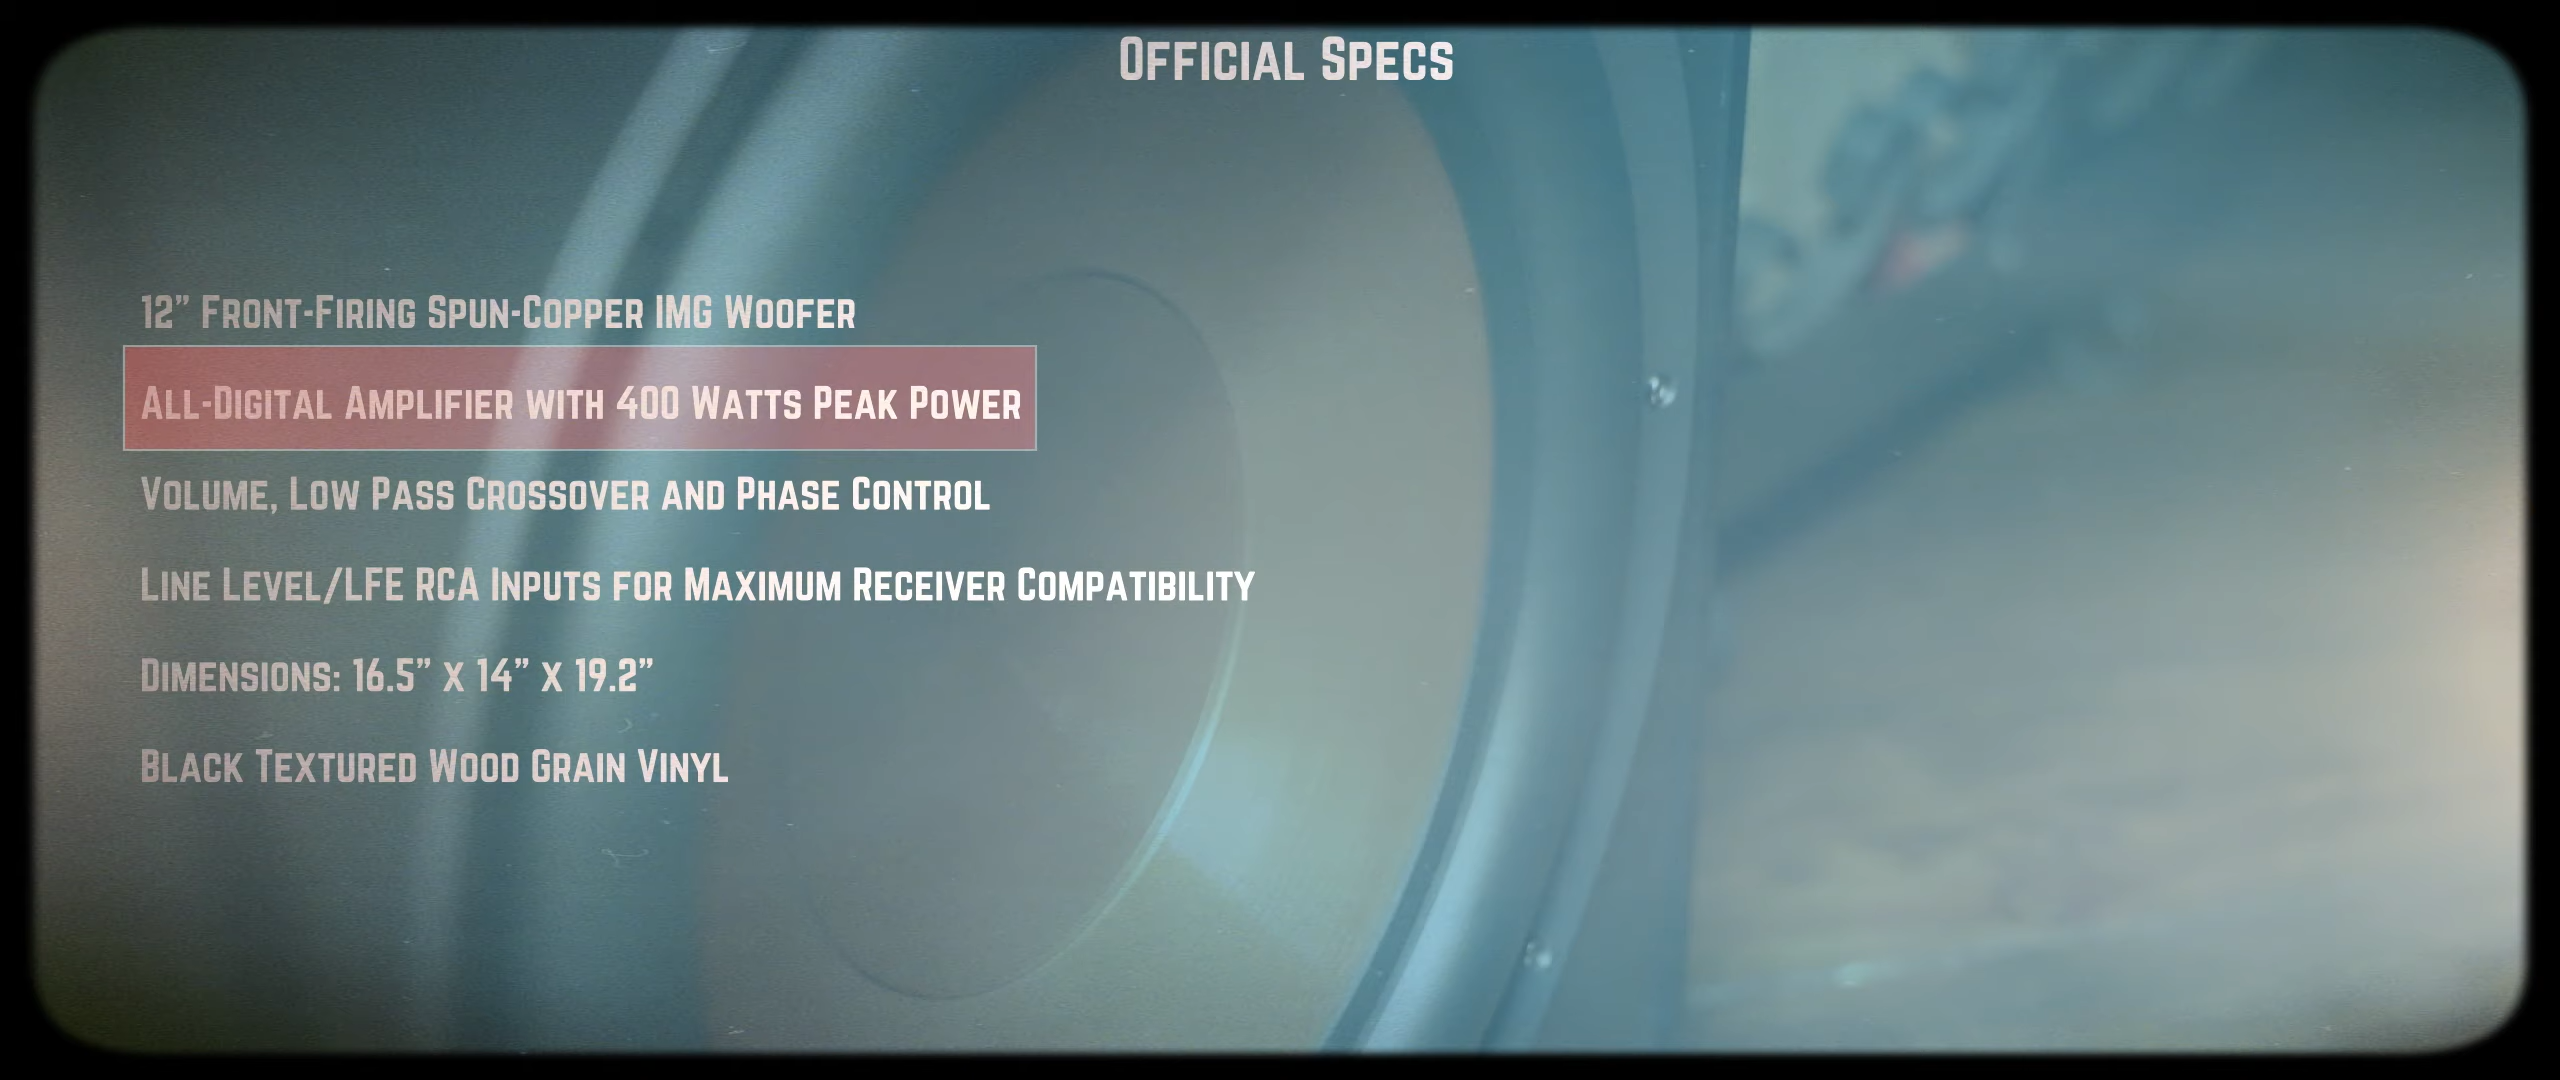 Official Specs
12” Front-Firing Spun-Copper IMG Woofer
All-Digital Amplifier with 400 Watts Peak Power
Volume, Low Pass Crossover and Phase Control
Line Level/LFE RCA Inputs for Maximum Receiver Compatibility
Dimensions: 16.5” x 14” x 19.2”
Black Textured Wood Grain Vinyl